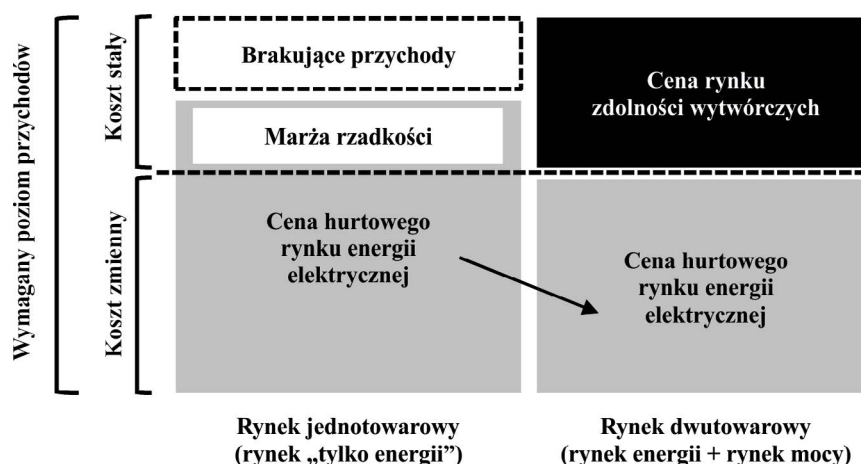 Wymagany poziom przychodów
Koszt stały
Koszt zmienny
Brakujące przychody
Marża rzadkości
Cena hurtowego
rynku energii
elektrycznej
Cena rynku
zdolności wytwórczych
Cena hurtowego
rynku energii
elektrycznej
Rynek jednotowarowy
(rynek „tylko energii”)
Rynek dwutowarowy
(rynek energii + rynek mocy)